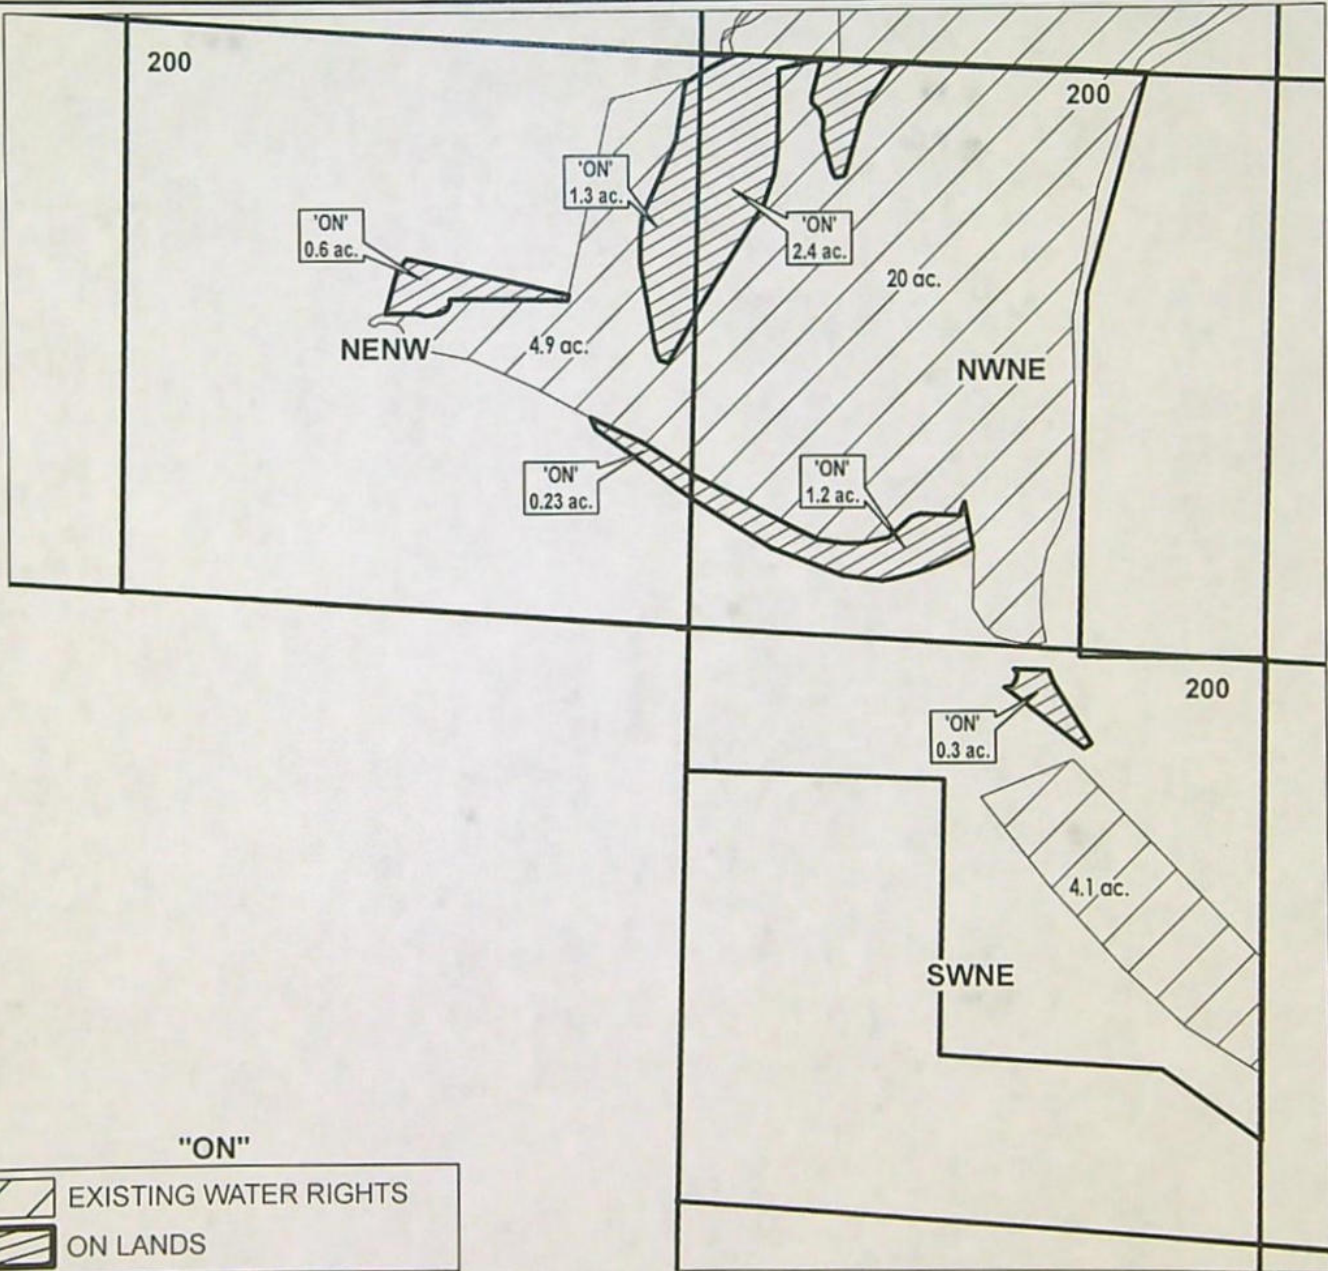 200
200
'ON'
1.3 ac.
'ON'
0.6 ac.
'ON'
2.4 ac.
20 ac.
NENW
4.9 ac.
NWNE
'ON'
0.23 ac.
'ON'
1.2 ac.
200
'ON'
0.3 ac.
4.1 ac.
SWNE
"ON"
EXISTING WATER RIGHTS
ON LANDS